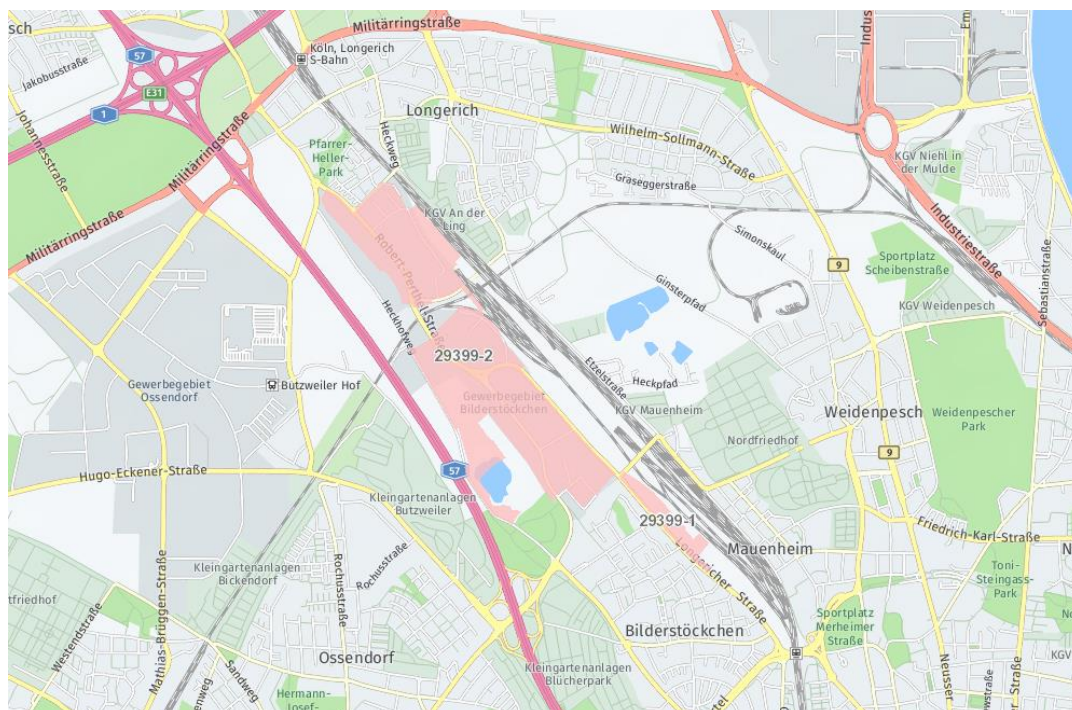 sch
57
Jakobusstraße
E31
1
Johannesstraße
Militärringstraße
Militärringstraße
Militärringstraße
Köln, Longerich
S-Bahn
Longerich
Heckweg
Pfarrer-
Heller-
Park
Wilhelm-Sollmann-Straße
Graseggerstraße
Indus
KGV Niehl in
der Mulde
Industriestraße
KGV An der
Ling
Simonskaul
9
Sportplatz
Scheibenstraße
Sebastianstraße
KGV Weidenpesch
Ginsterpfad
Robert-Perthel-Straße
Heckhofweg
29399-2
Etzelstraße
Heckpfad
Gewerbegebiet
Ossendorf
Butzweiler Hof
Gewerbegebiet
Bilderstöckchen
KGV Mauenheim
Weidenpesch
Weidenpescher
Park
Nordfriedhof
9
Hugo-Eckener-Straße
57
Kleingartenanlagen
Butzweiler
29399-1
Friedrich-Karl-Straße
N
Mauenheim
Longericher Straße
Rochusstraße
Rochusstraße
Kleingartenanlagen
Bickendorf
Toni-
Steingass-
Park
tfriedhof
Mathias-Brüggen-Straße
Westendstraße
Sportplatz
Merheimer
Straße
Bilderstöckchen
Ossendorf
Kleingartenanlagen
Blücherpark
Sandweg
Hermann-
Josef-
Neusser
KGV